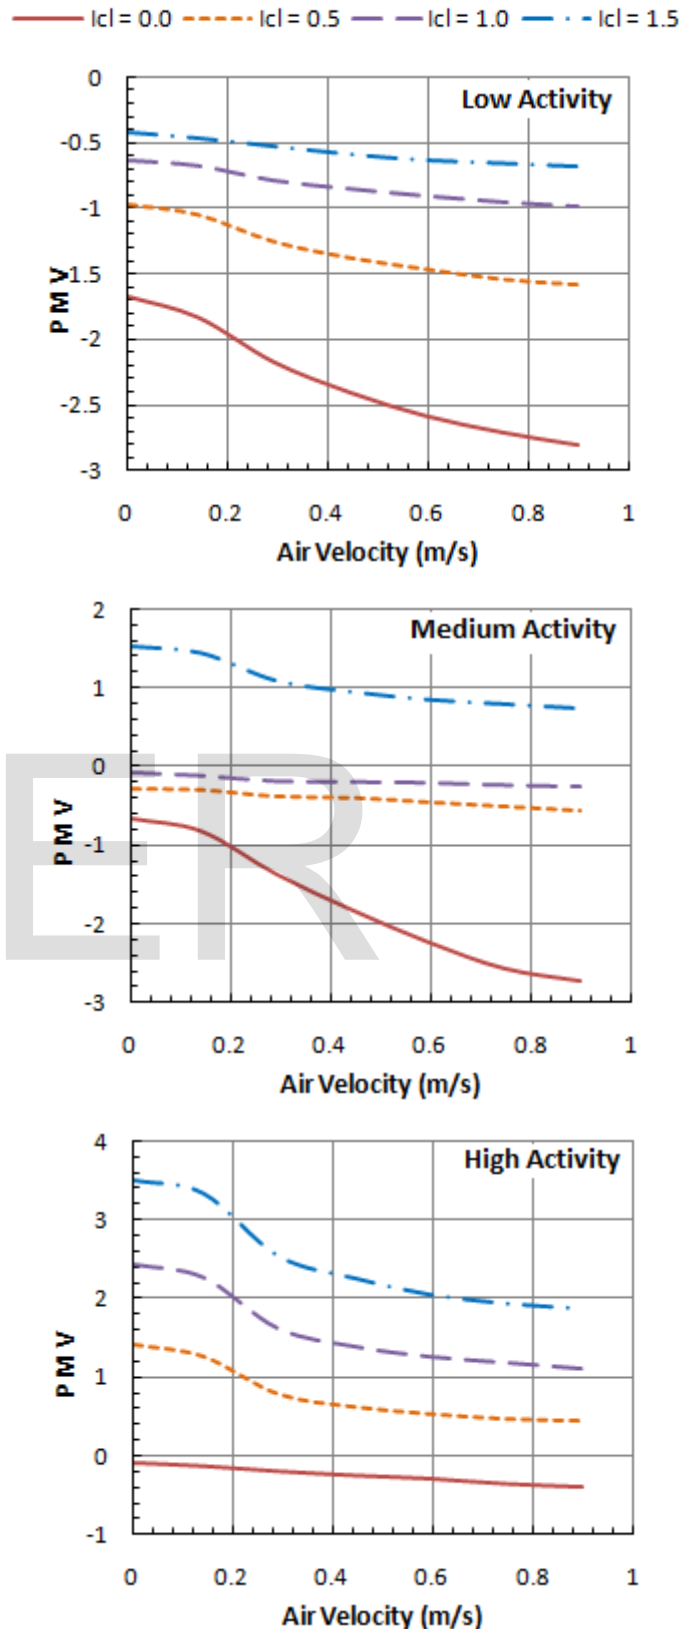 Icl = 0.0 Icl = 0.5 Icl = 1.0 Icl = 1.5
Low Activity
0
-0.5
-1
-1.5
-2
-2.5
-3
PMV
0 0.2 0.4 0.6 0.8 1
Air Velocity (m/s)
Medium Activity
2
1
0
-1
-2
-3
PMV
0 0.2 0.4 0.6 0.8 1
Air Velocity (m/s)
ER
High Activity
4
3
2
1
0
-1
PMV
0 0.2 0.4 0.6 0.8 1
Air Velocity (m/s)